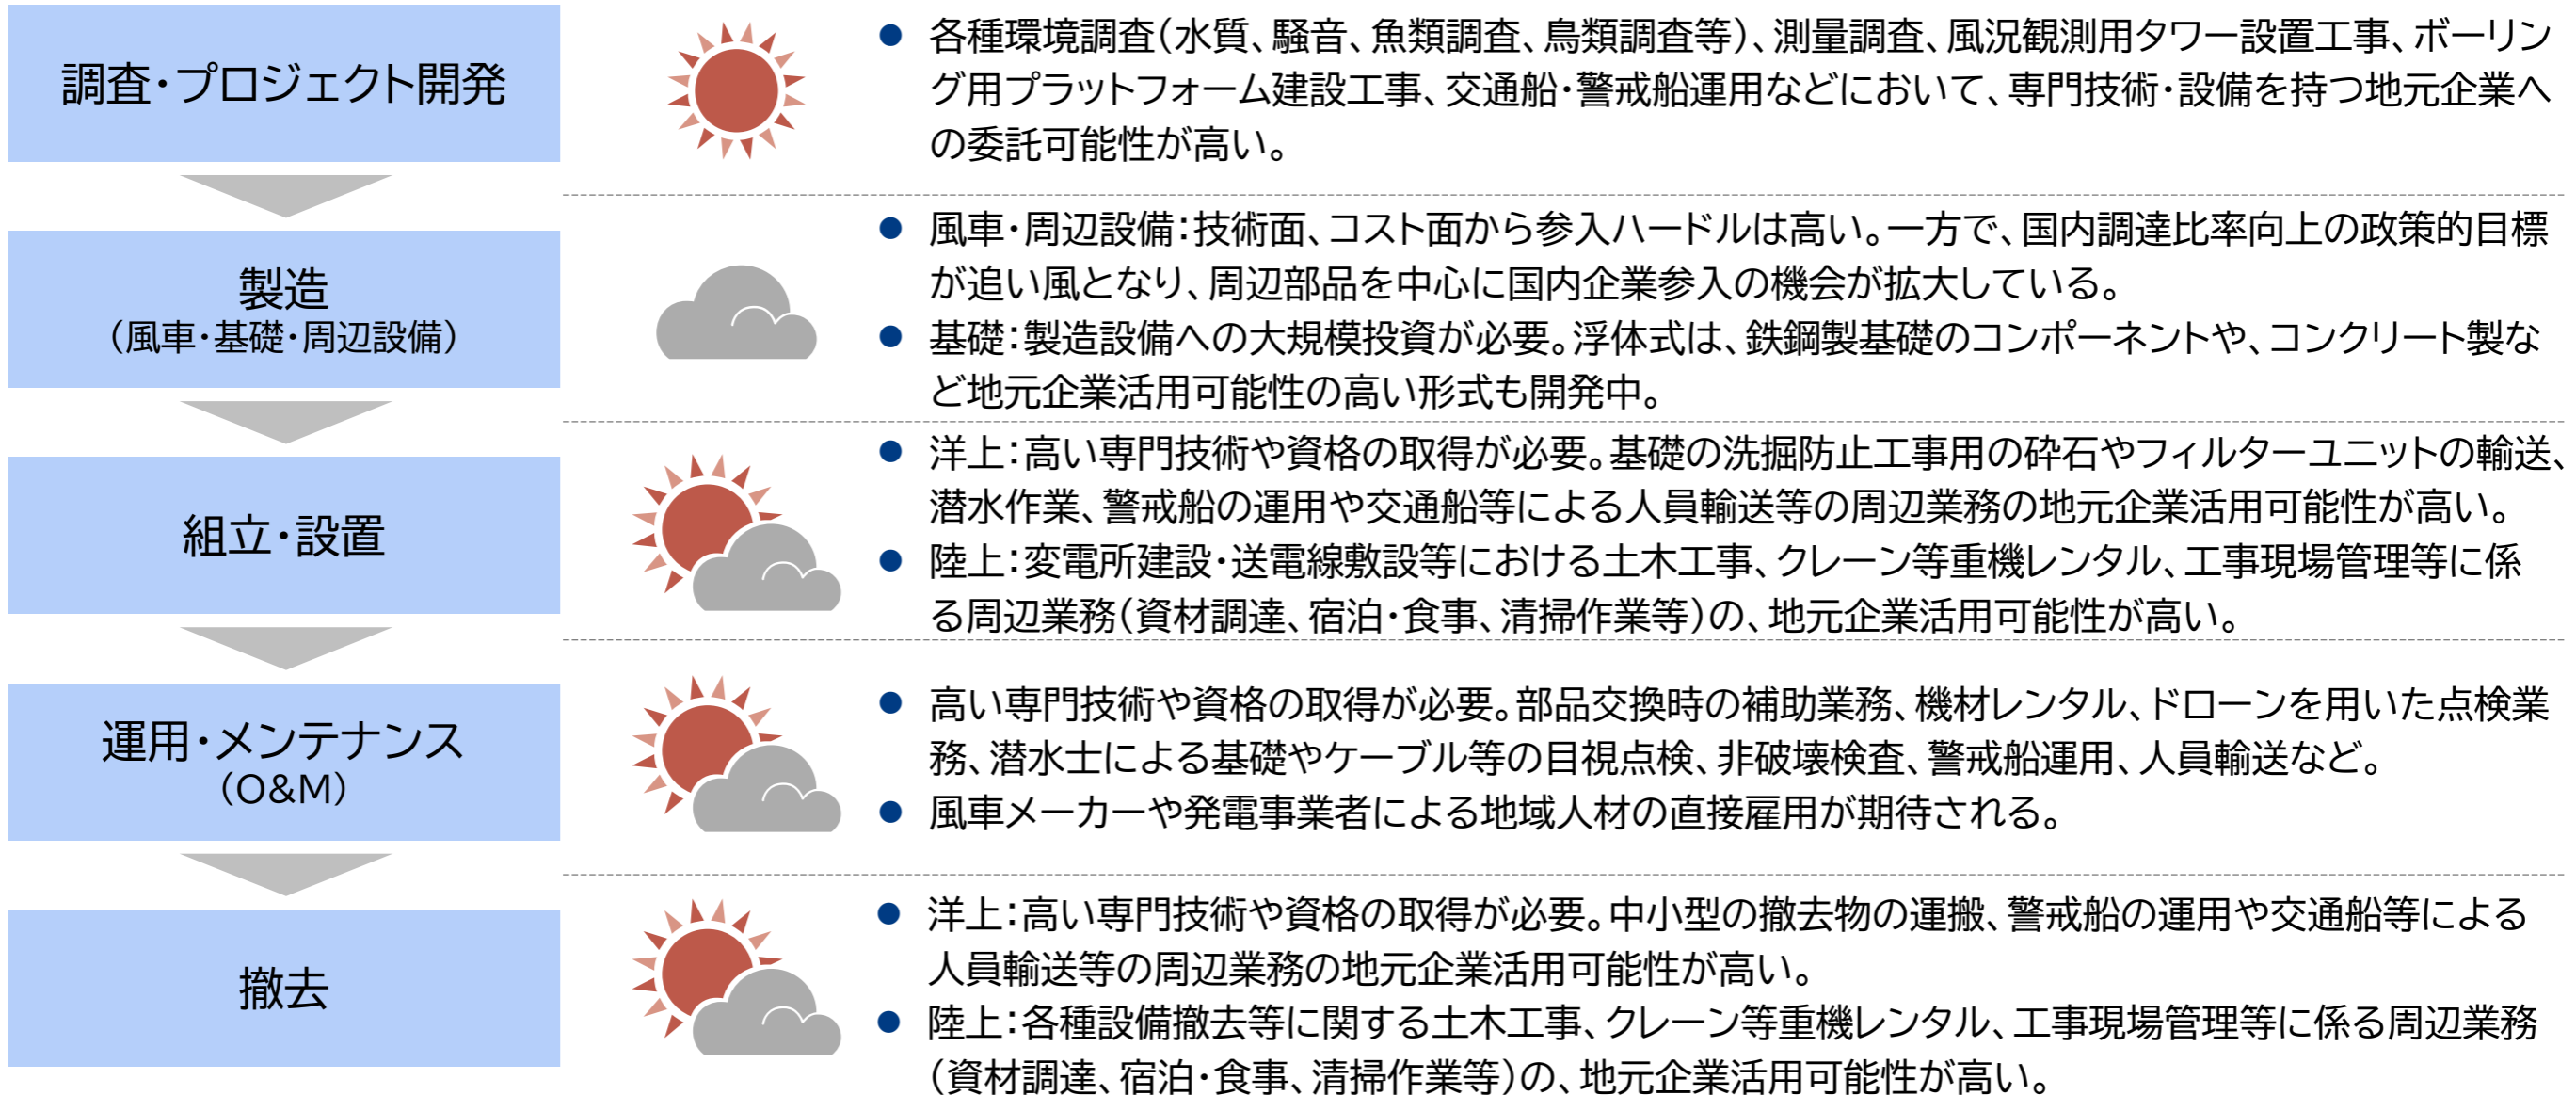 調査・プロジェクト開発
● 各種環境調査(水質、騒音、魚類調査、鳥類調査等)、測量調査、風況観測用タワー設置工事、ボーリン
グ用プラットフォーム建設工事、交通船・警戒船運用などにおいて、専門技術・設備を持つ地元企業へ
の委託可能性が高い。
製造
(風車・基礎・周辺設備)
● 風車・周辺設備:技術面、コスト面から参入ハードルは高い。一方で、国内調達比率向上の政策的目標
が追い風となり、周辺部品を中心に国内企業参入の機会が拡大している。
● 基礎:製造設備への大規模投資が必要。浮体式は、鉄鋼製基礎のコンポーネントや、コンクリート製な
ど地元企業活用可能性の高い形式も開発中。
組立・設置
● 洋上:高い専門技術や資格の取得が必要。基礎の洗掘防止工事用の砕石やフィルターユニットの輸送、
潜水作業、警戒船の運用や交通船等による人員輸送等の周辺業務の地元企業活用可能性が高い。
● 陸上:変電所建設・送電線敷設等における土木工事、クレーン等重機レンタル、工事現場管理等に係
る周辺業務(資材調達、宿泊・食事、清掃作業等)の、地元企業活用可能性が高い。
運用・メンテナンス
(O&M)
● 高い専門技術や資格の取得が必要。部品交換時の補助業務、機材レンタル、ドローンを用いた点検業
務、潜水士による基礎やケーブル等の目視点検、非破壊検査、警戒船運用、人員輸送など。
● 風車メーカーや発電事業者による地域人材の直接雇用が期待される。
撤去
● 洋上:高い専門技術や資格の取得が必要。中小型の撤去物の運搬、警戒船の運用や交通船等による
人員輸送等の周辺業務の地元企業活用可能性が高い。
● 陸上:各種設備撤去等に関する土木工事、クレーン等重機レンタル、工事現場管理等に係る周辺業務
(資材調達、宿泊・食事、清掃作業等)の、地元企業活用可能性が高い。